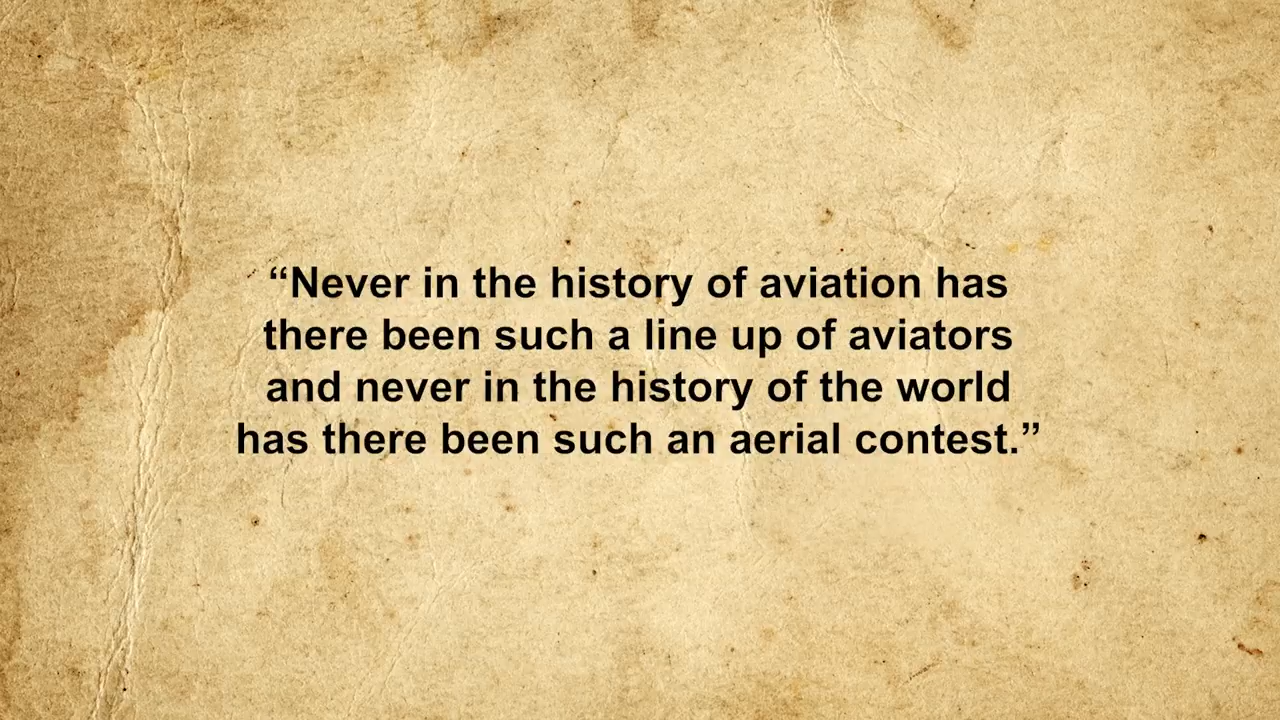 “Never in the history of aviation has
there been such a line up of aviators
and never in the history of the world
has there been such an aerial contest.”